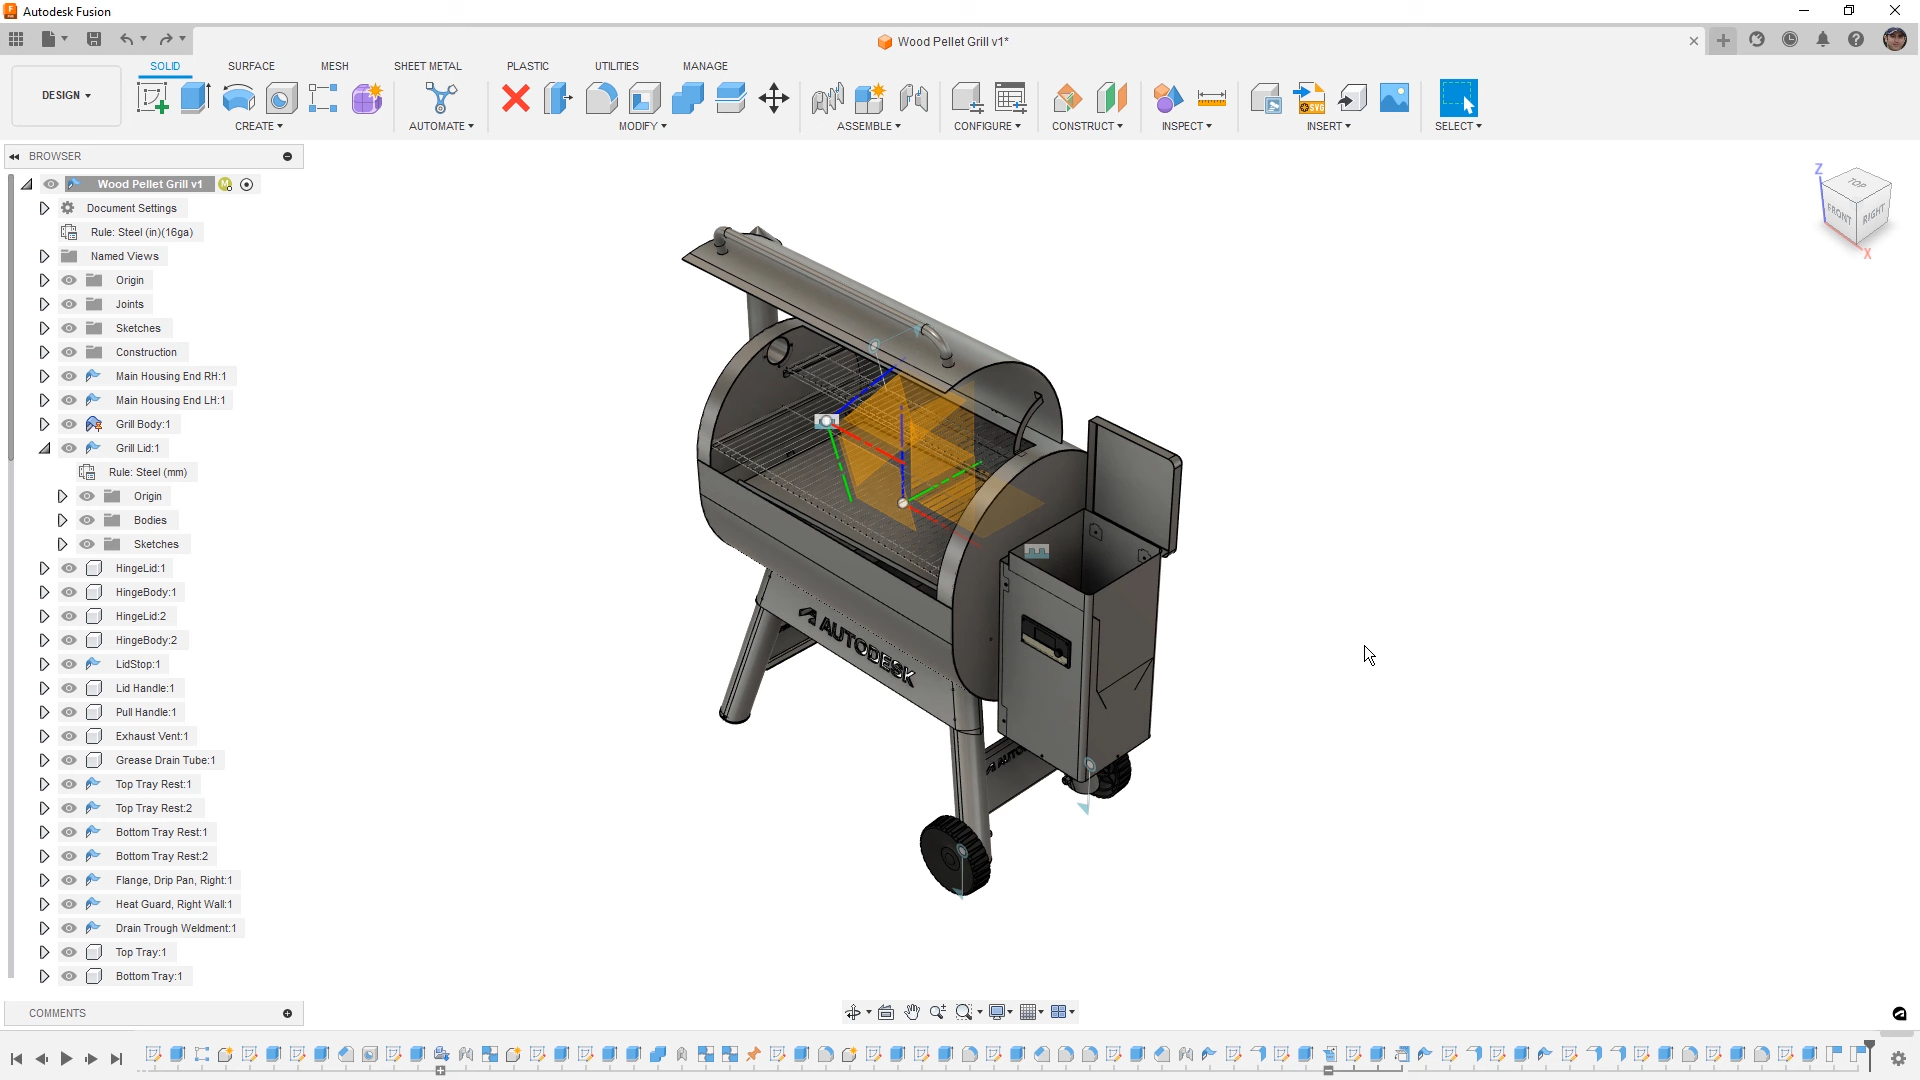 Autodesk Fusion
Wood Pellet Grill v1*
DESIGN
SOLID
SURFACE
MESH
SHEET METAL
PLASTIC
UTILITIES
MANAGE
CREATE
AUTOMATE
MODIFY
ASSEMBLE
CONFIGURE
CONSTRUCT
INSPECT
INSERT
SELECT
SVG
BROWSER
Wood Pellet Grill v1
M
Document Settings
Rule: Steel (in)(16ga)
Named Views
Origin
Joints
Sketches
Construction
Main Housing End RH:1
Main Housing End LH:1
Grill Body:1
Grill Lid:1
Rule: Steel (mm)
Origin
Bodies
Sketches
HingeLid:1
HingeBody:1
HingeLid:2
HingeBody:2
LidStop:1
Lid Handle:1
Pull Handle:1
Exhaust Vent:1
Grease Drain Tube:1
Top Tray Rest:1
Top Tray Rest:2
Bottom Tray Rest:1
Bottom Tray Rest:2
Flange, Drip Pan, Right:1
Heat Guard, Right Wall:1
Drain Trough Weldment:1
Top Tray:1
Bottom Tray:1
COMMENTS
AUTODESK
Z
TOP
FRONT
RIGHT
X